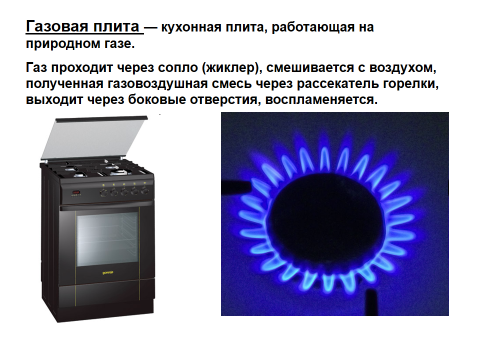 Газовая плита — кухонная плита, работающая на
природном газе.
Газ проходит через сопло (жиклер), смешивается с воздухом,
полученная газовоздушная смесь через рассекатель горелки,
выходит через боковые отверстия, воспламеняется.
gorenje